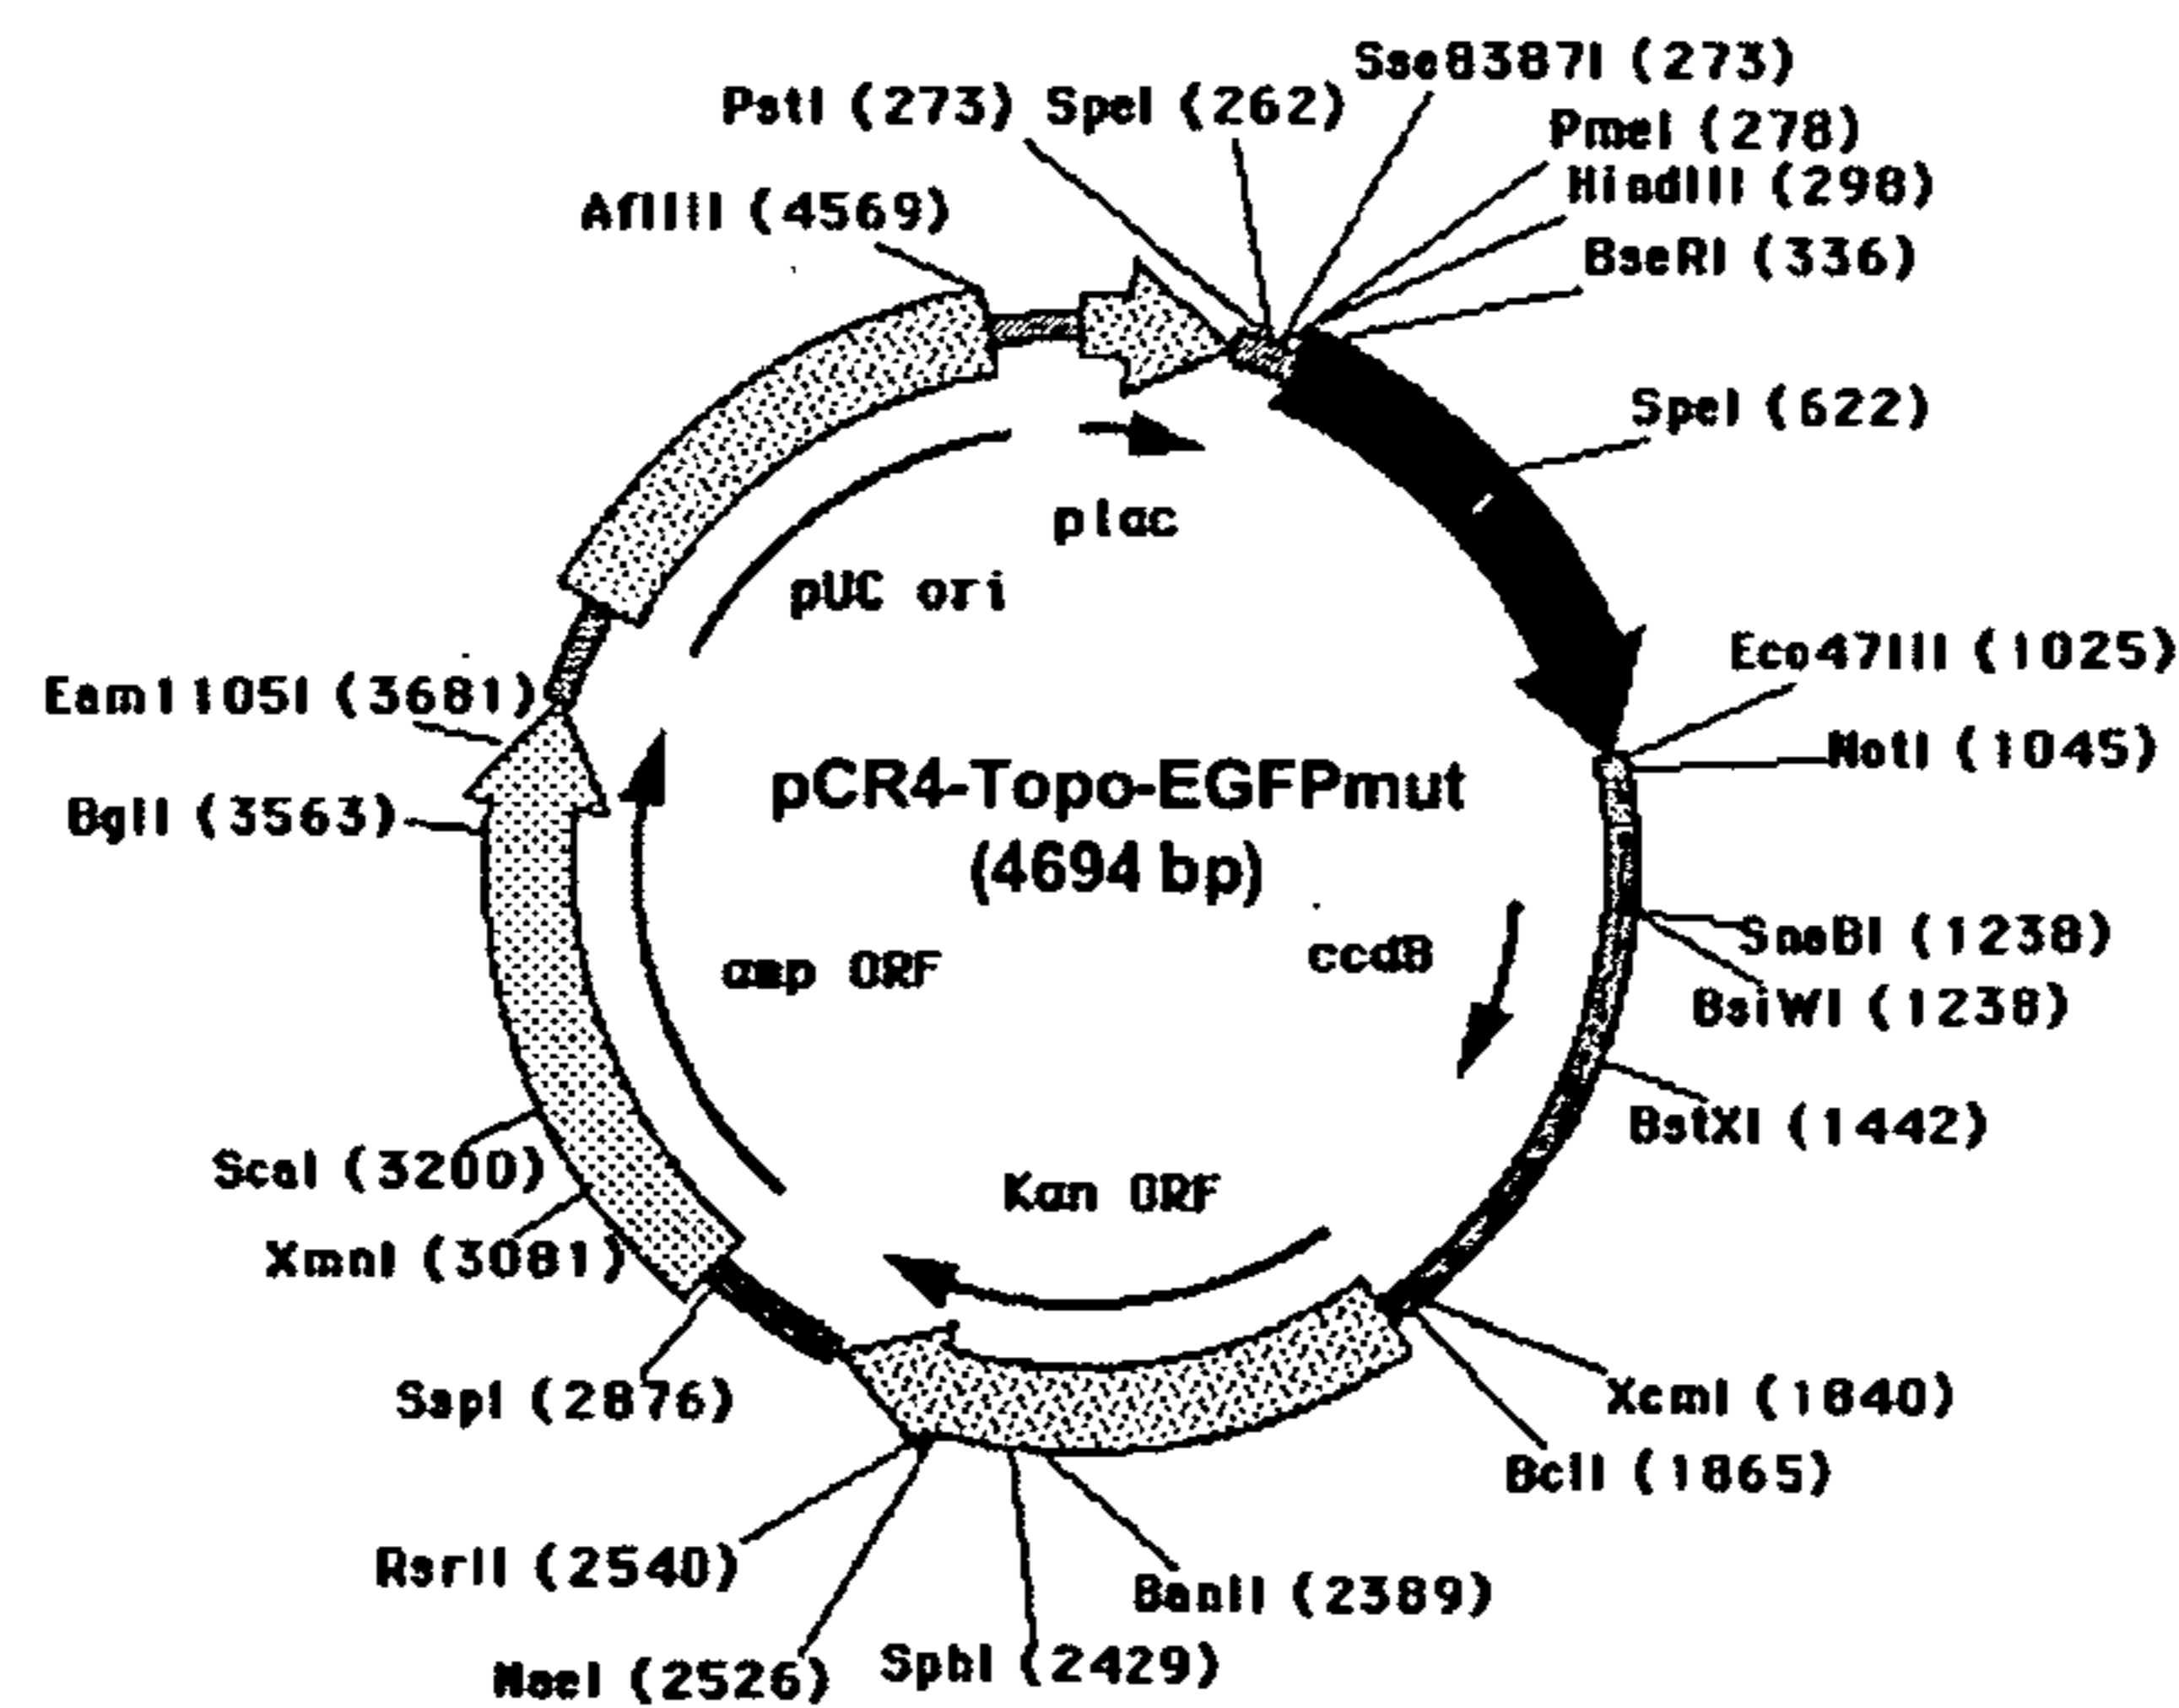 Sse8387I (273)
PstI (273) SpeI (262)
PmeI (278)
HindIII (298)
AflIII (4569)
BseRI (336)
SpeI (622)
plac
pUC ori
Eco47III (1025)
Eam1105I (3681)
NotI (1045)
pCR4-Topo-EGFPmut
BglI (3563)
(4694 bp)
SnaBI (1238)
ccdB
amp ORF
BsiWI (1238)
BstXI (1442)
ScaI (3200)
Kan ORF
XmnI (3081)
SspI (2876)
XcmI (1840)
BclI (1865)
RsrII (2540)
BanII (2389)
SphI (2429)
NaeI (2526)